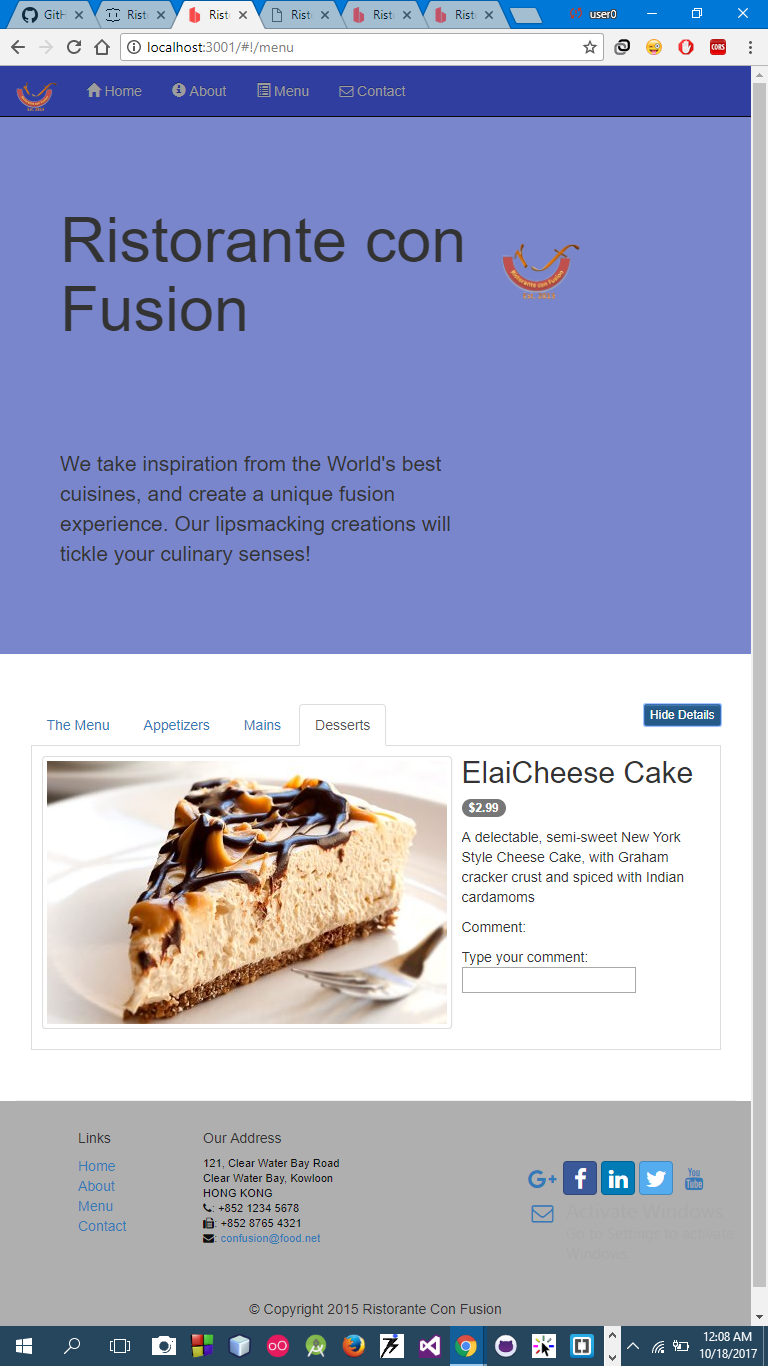 GitH
Rist
Rist
Rist
Rist
Rist
user0
localhost:3001/#!/menu
CORS
Home
About
Menu
Contact
Ristorante con
Fusion
Ristorante con Fusion
We take inspiration from the World's best
cuisines, and create a unique fusion
experience. Our lipsmacking creations will
tickle your culinary senses!
The Menu
Appetizers
Mains
Desserts
Hide Details
ElaiCheese Cake
$2.99
A delectable, semi-sweet New York
Style Cheese Cake, with Graham
cracker crust and spiced with Indian
cardamoms
Comment:
Type your comment:
Links
Home
About
Menu
Contact
Our Address
121, Clear Water Bay Road
Clear Water Bay, Kowloon
HONG KONG
: +852 1234 5678
: +852 8765 4321
: confusion@food.net
G+
f
in
You
Tube
Activate Windows
Go to Settings to activate
Windows.
© Copyright 2015 Ristorante Con Fusion
12:08 AM
10/18/2017